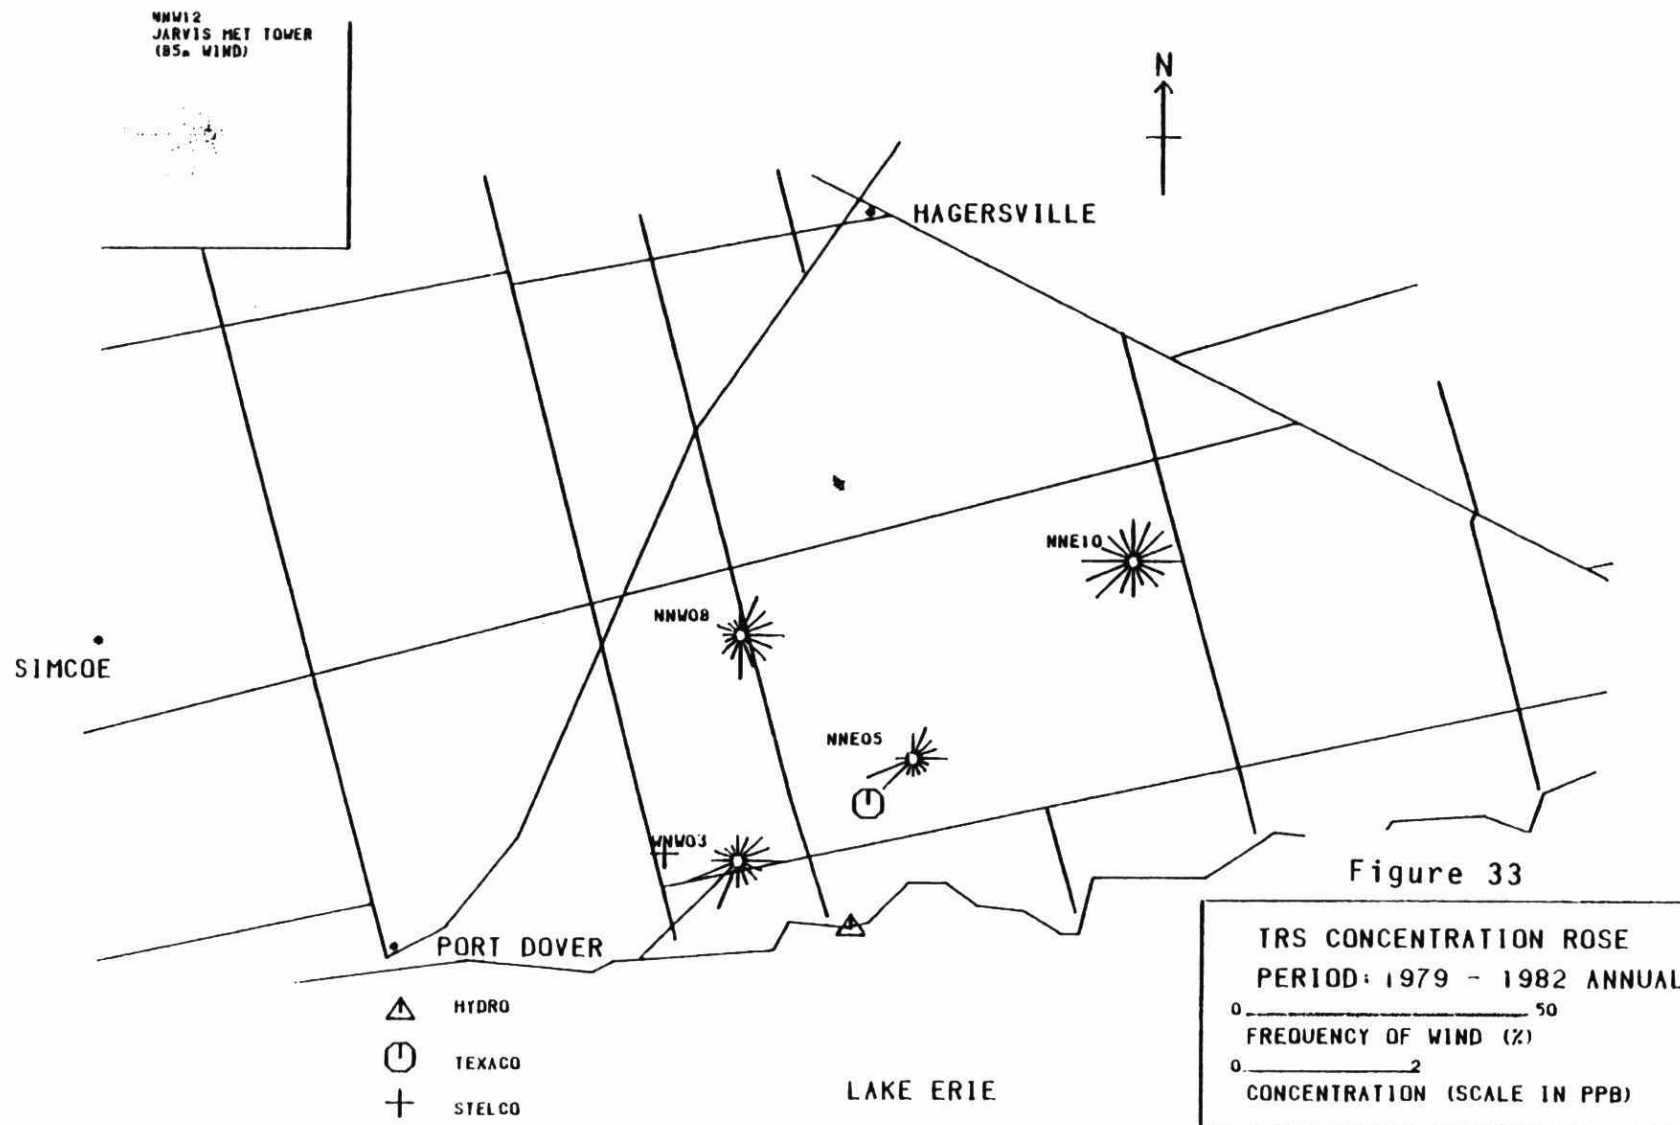 NNW12
JARVIS MET TOWER
(85m WIND)
N
HAGERSVILLE
NNE10
NNW08
SIMCOE
NNE05
WNW03
PORT DOVER
Figure 33
HYDRO
TEXACO
STELCO
LAKE ERIE
TRS CONCENTRATION ROSE
PERIOD: 1979 - 1982 ANNUAL
0 50
FREQUENCY OF WIND (%)
0 2
CONCENTRATION (SCALE IN PPB)